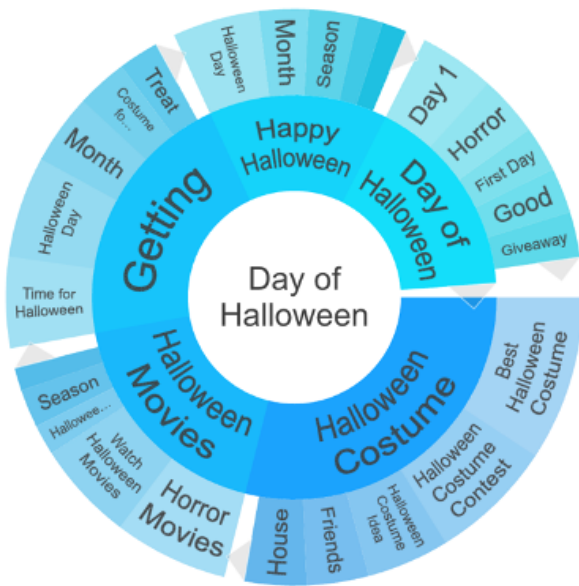 Day of
Halloween
Happy
Halloween
Halloween
Day
Month
Season
Day of
Halloween
Day 1
Horror
First Day
Good
Giveaway
Halloween
Costume
Best
Halloween
Costume
Halloween
Costume
Contest
Halloween
Costume
Idea
Friends
House
Halloween
Movies
Horror
Movies
Watch
Halloween
Movies
Hallowee...
Season
Getting
Time for
Halloween
Halloween
Day
Month
Costume
fo...
Treat